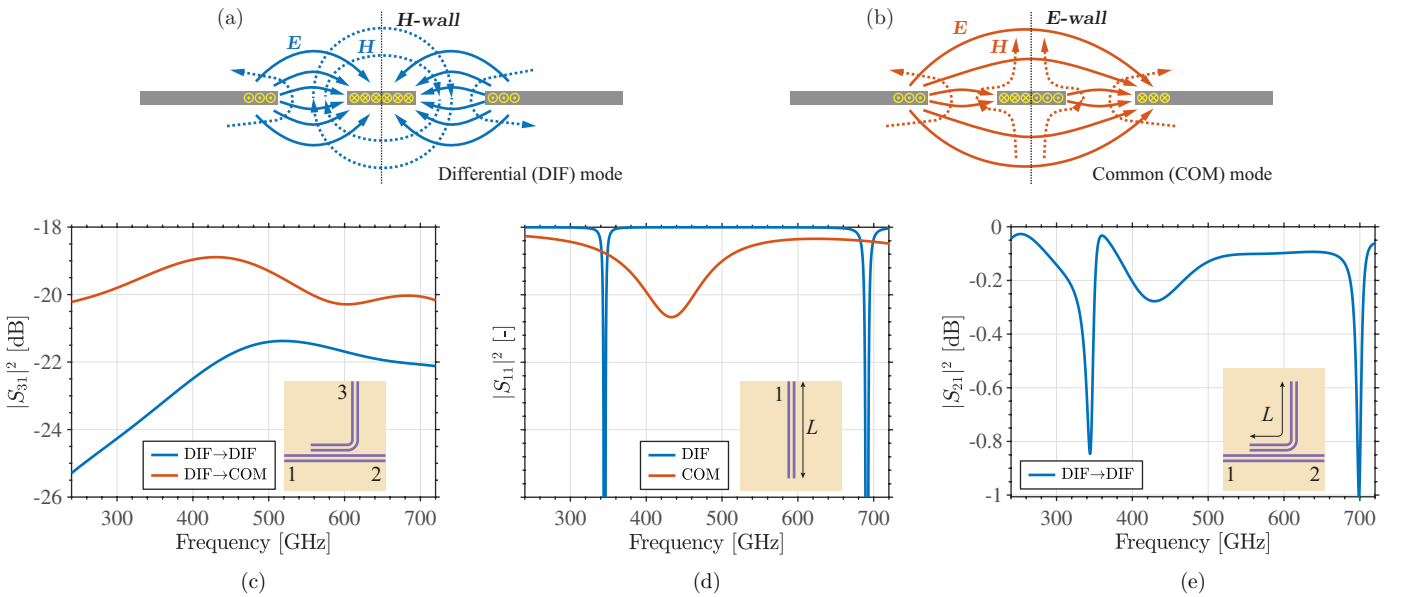 (a)
H-wall
E
H
Differential (DIF) mode
(b)
E-wall
E
H
Common (COM) mode
|S₃₁|² [dB]
-18
-20
-22
-24
-26
300 400 500 600 700
Frequency [GHz]
DIF→DIF
DIF→COM
3
1 2
(c)
|S₁₁|² [-]
300 400 500 600 700
Frequency [GHz]
DIF
COM
1
L
(d)
|S₂₁|² [dB]
0
-0.2
-0.4
-0.6
-0.8
-1
300 400 500 600 700
Frequency [GHz]
DIF→DIF
L
1 2
(e)